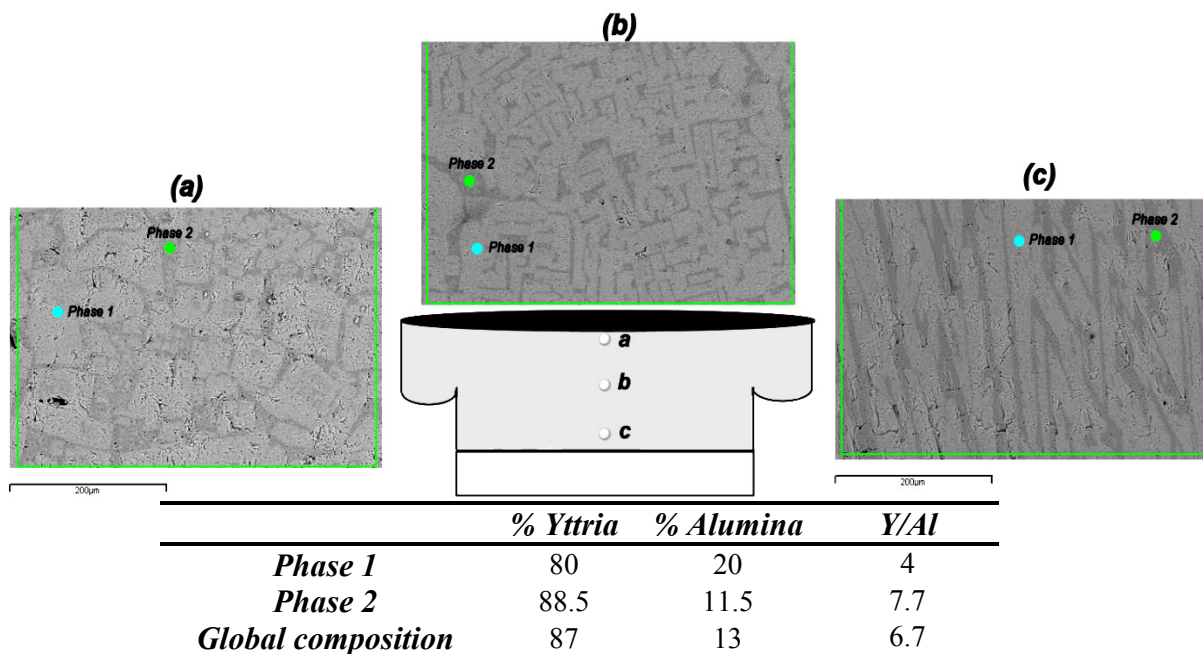 (b)
Phase 2
Phase 1
(a)
Phase 2
Phase 1
200µm
(c)
Phase 1
Phase 2
200µm
a
b
c
% Yttria % Alumina Y/Al
Phase 1 80 20 4
Phase 2 88.5 11.5 7.7
Global composition 87 13 6.7